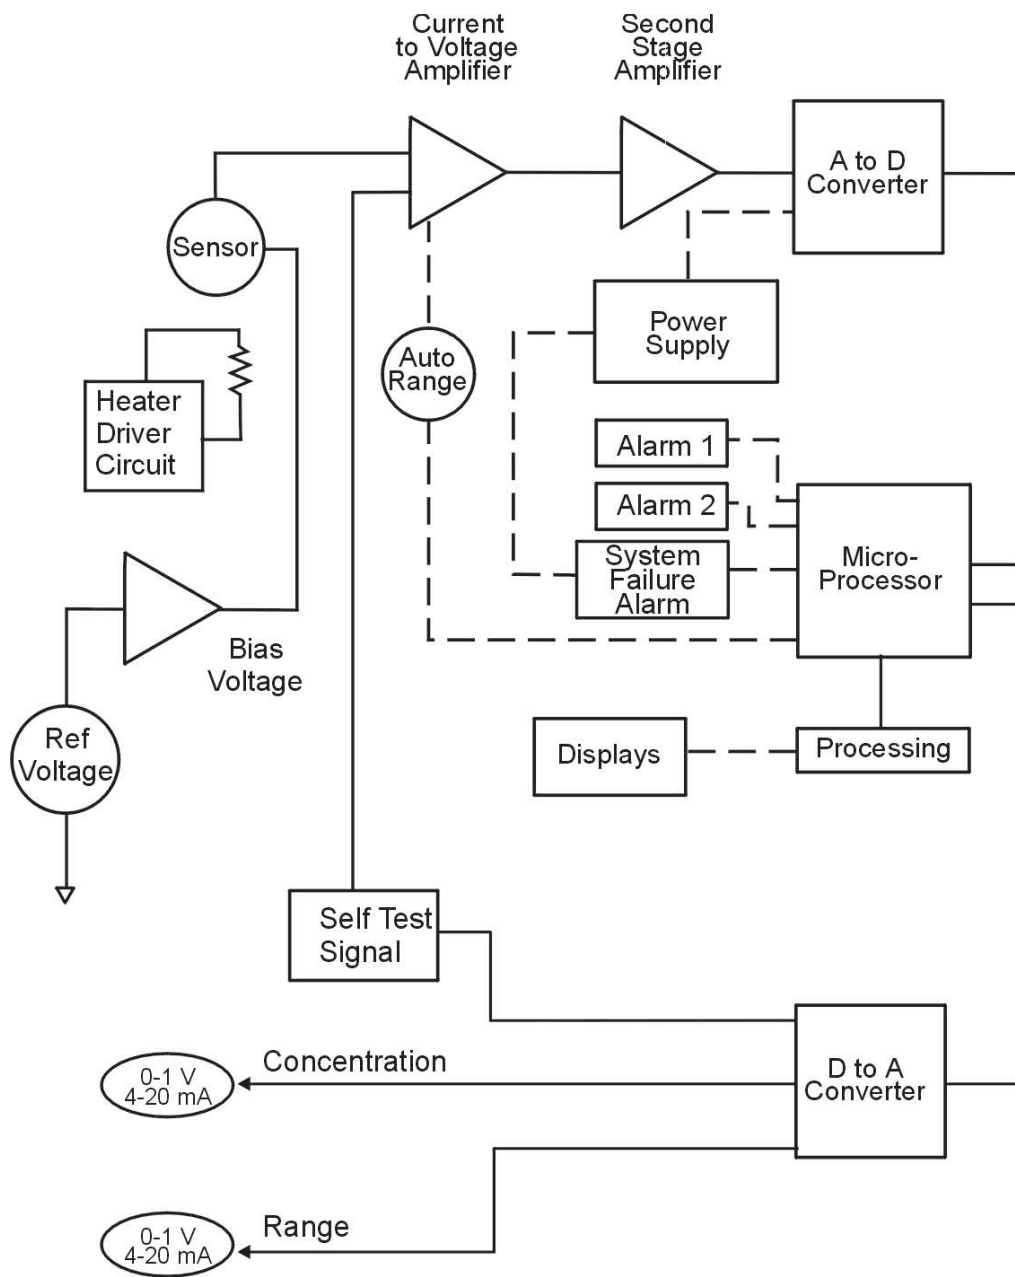 Current
to Voltage
Amplifier
Second
Stage
Amplifier
A to D
Converter
Sensor
Power
Supply
Auto
Range
Heater
Driver
Circuit
Alarm 1
Alarm 2
System
Failure
Alarm
Micro-
Processor
Bias
Voltage
Ref
Voltage
Displays
Processing
Self Test
Signal
Concentration
0-1 V
4-20 mA
D to A
Converter
Range
0-1 V
4-20 mA